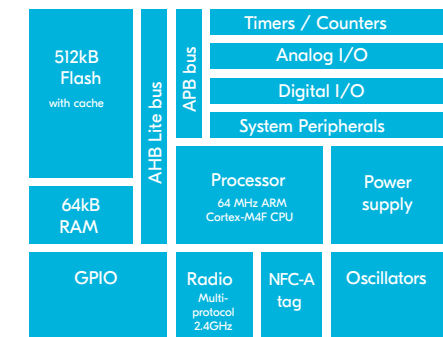 512kB
Flash
with cache
AHB Lite bus
APB bus
Timers / Counters
Analog I/O
Digital I/O
System Peripherals
64kB
RAM
Processor
64 MHz ARM
Cortex-M4F CPU
Power
supply
GPIO
Radio
Multi-
protocol
2.4GHz
NFC-A
tag
Oscillators